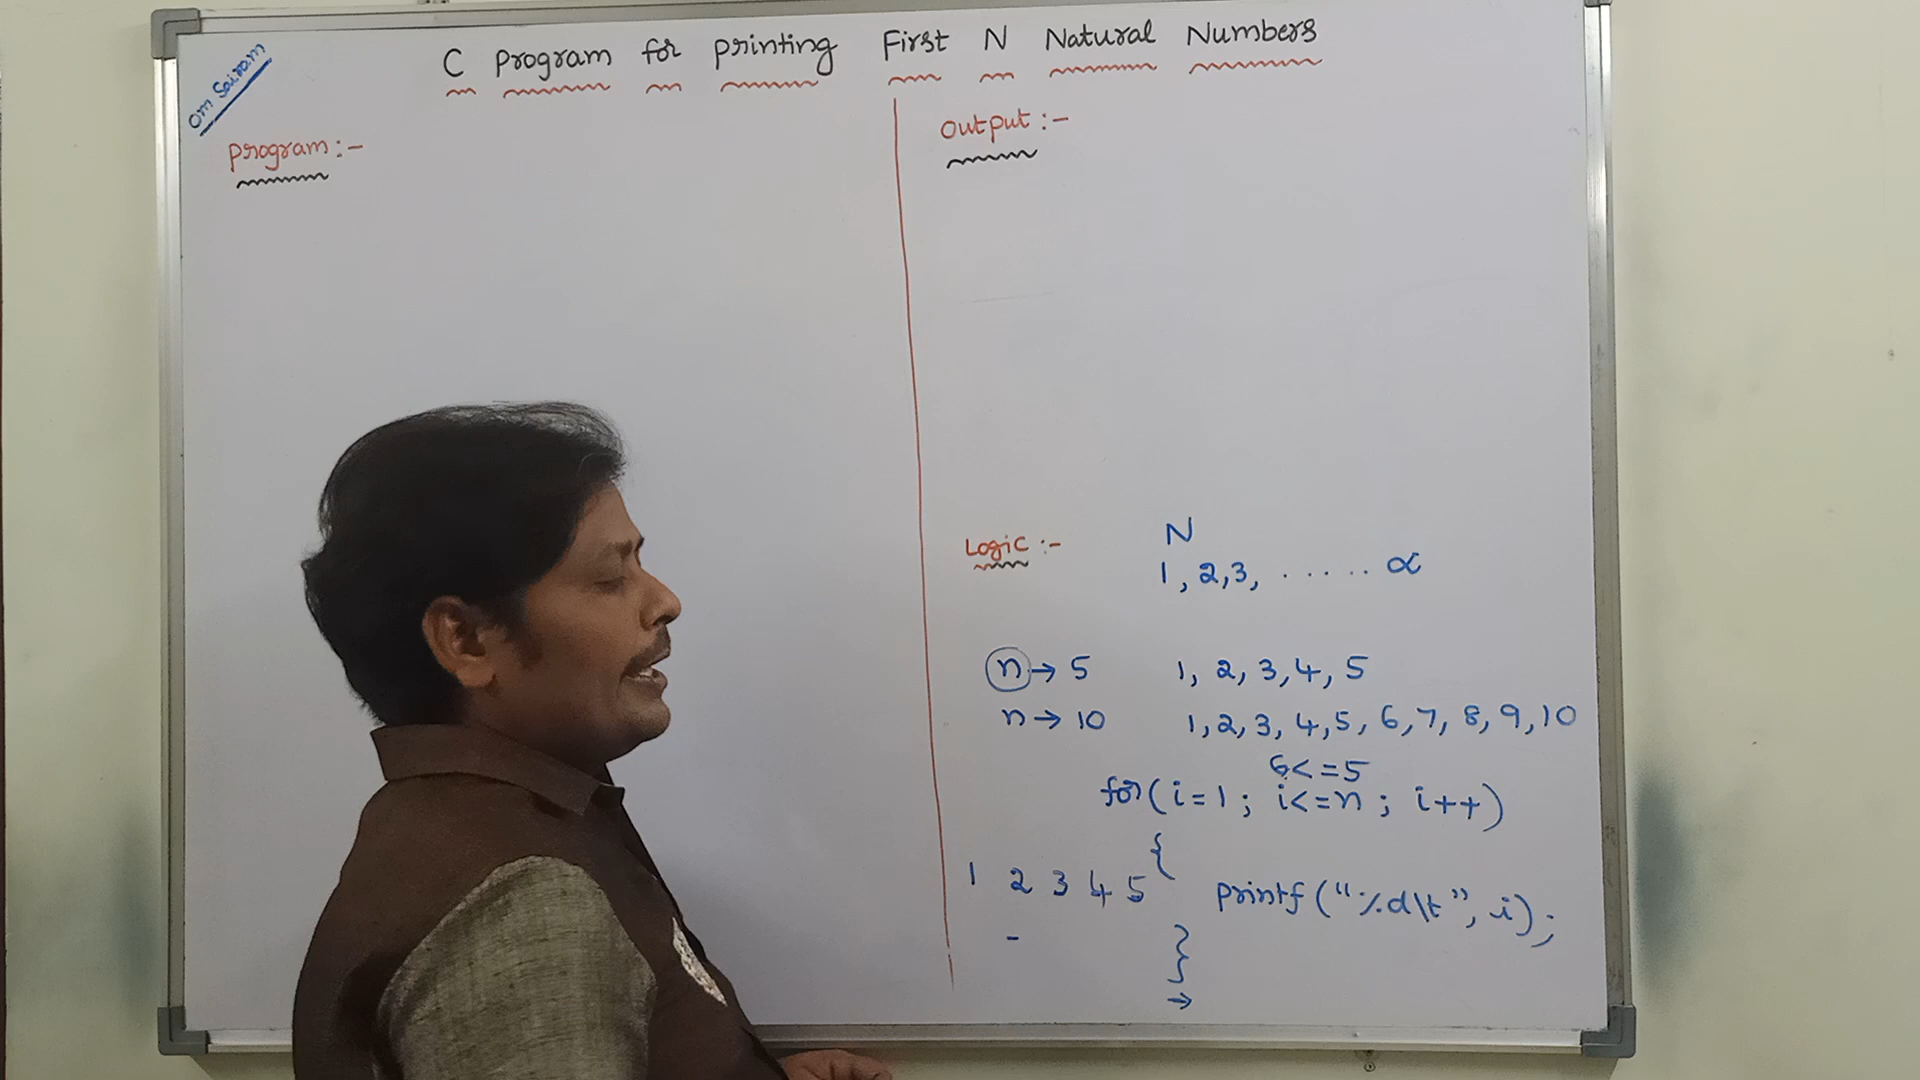 Om Sairam
C Program for printing First N Natural Numbers
Program :-
Output :-
Logic :-
N
1, 2, 3, ...... ∝
n → 5 1, 2, 3, 4, 5
n → 10 1, 2, 3, 4, 5, 6, 7, 8, 9, 10
6<=5
for(i=1; i<=n; i++)
{
1 2 3 4 5
printf("%d\t", i);
-
}
→